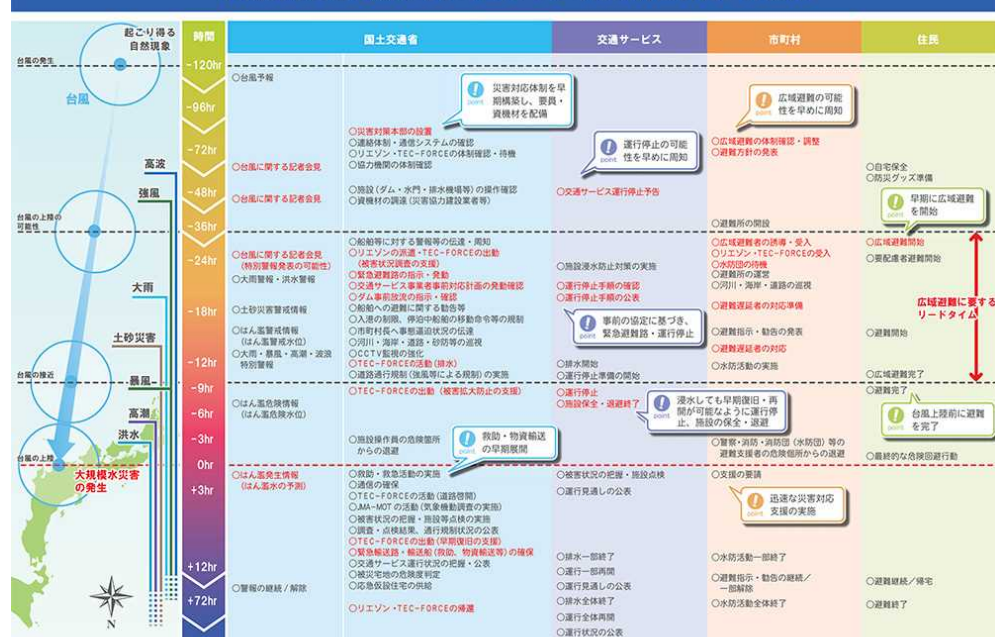 起こり得る
自然現象
時間
国土交通省
交通サービス
市町村
住民
台風の発生
台風
高波
強風
台風の上陸の
可能性
大雨
土砂災害
台風の接近
暴風
高潮
洪水
台風の上陸
大規模水災害
の発生
N
-120hr
-96hr
-72hr
-48hr
-36hr
-24hr
-18hr
-12hr
-9hr
-6hr
-3hr
0hr
+3hr
+12hr
+72hr
○台風予報
○台風に関する記者会見
○台風に関する記者会見
○台風に関する記者会見
(特別警報発表の可能性)
○大雨警報・洪水警報
○土砂災害警戒情報
○はん濫警戒情報
(はん濫警戒水位)
○大雨・暴風・高潮・波浪
特別警報
○はん濫危険情報
(はん濫危険水位)
○はん濫発生情報
(はん濫水の予測)
○警報の継続/解除
point
災害対応体制を早
期構築し、要員・
資機材を配備
○災害対策本部の設置
○連絡体制・通信システムの確認
○リエゾン・TEC-FORCEの体制確認・待機
○協力機関の体制確認
○施設(ダム・水門・排水機場等)の操作確認
○資機材の調達(災害協力建設業者等)
○船舶等に対する警報等の伝達・周知
○リエゾンの派遣・TEC-FORCEの出動
(被害状況調査の支援)
○緊急避難路の指示・発動
○交通サービス事業者事前対応計画の発動確認
○ダム事前放流の指示・確認
○船舶への避難に関する勧告等
○入港の制限、停泊中船舶の移動命令等の規制
○市町村長へ事態逼迫状況の伝達
○河川・海岸・道路・砂防等の巡視
○CCTV監視の強化
○TEC-FORCEの活動(排水)
○道路通行規制(強風等による規制)の実施
○TEC-FORCEの出動(被害拡大防止の支援)
○施設操作員の危険箇所
からの退避
point
救助・物資輸送
の早期展開
○救助・救急活動の実施
○通信の確保
○TEC-FORCEの活動(道路啓開)
○JMA-MOTの活動(気象機動調査の実施)
○被害状況の把握・施設等点検の実施
○調査・点検結果、通行規制状況の公表
○TEC-FORCEの出動(早期復旧の支援)
○緊急輸送路・輸送船(救助、物資輸送等)の確保
○交通サービス運行状況の把握・公表
○被災宅地の危険度判定
○応急仮設住宅の供給
○リエゾン・TEC-FORCEの帰還
point
運行停止の可能
性を早めに周知
○交通サービス運行停止予告
○施設浸水防止対策の実施
○運行停止手順の確認
○運行停止手順の公表
point
事前の協定に基づき、
緊急避難路・運行停止
○排水開始
○運行停止準備の開始
○運行停止
○施設保全・退避終了
point
浸水しても早期復旧・再
開が可能なように運行停
止、施設の保全・退避
○被害状況の把握・施設点検
○運行見通しの公表
○排水一部終了
○運行一部再開
○運行見通しの公表
○排水全体終了
○運行全体再開
○運行状況の公表
point
広域避難の可能
性を早めに周知
○広域避難の体制確認・調整
○避難方針の発表
○避難所の開設
○広域避難者の誘導・受入
○リエゾン・TEC-FORCEの受入
○水防団の待機
○避難所の運営
○河川・海岸・道路の巡視
○避難遅延者の対応準備
○避難指示・勧告の発表
○避難遅延者の対応
○水防活動の実施
○警察・消防・消防団(水防団)等の
避難支援者の危険個所からの退避
○支援の要請
point
迅速な災害対応
支援の実施
○水防活動一部終了
○避難指示・勧告の継続/
一部解除
○水防活動全体終了
○自宅保全
○防災グッズ準備
point
早期に広域避難
を開始
○広域避難開始
○要配慮者避難開始
広域避難に要する
リードタイム
○避難開始
○広域避難完了
○避難完了
point
台風上陸前に避難
を完了
○最終的な危険回避行動
○避難継続/帰宅
○避難終了